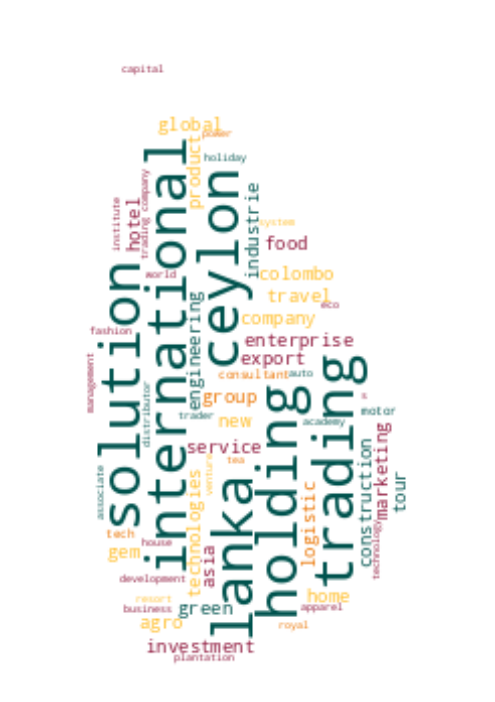 capital
global
power
product
holiday
international
ceylon
trading company
institute
hotel
industrie
system
food
world
colombo
travel
eco
solution
engineering
company
fashion
enterprise
export
management
consultant
auto
distributor
group
trading
holding
trader
new
academy
motor
service
marketing
tea
venture
construction
associate
lanka
technologies
logistic
tour
technology
tech
house
gem
asia
development
resort
business
green
home
apparel
agro
royal
investment
plantation